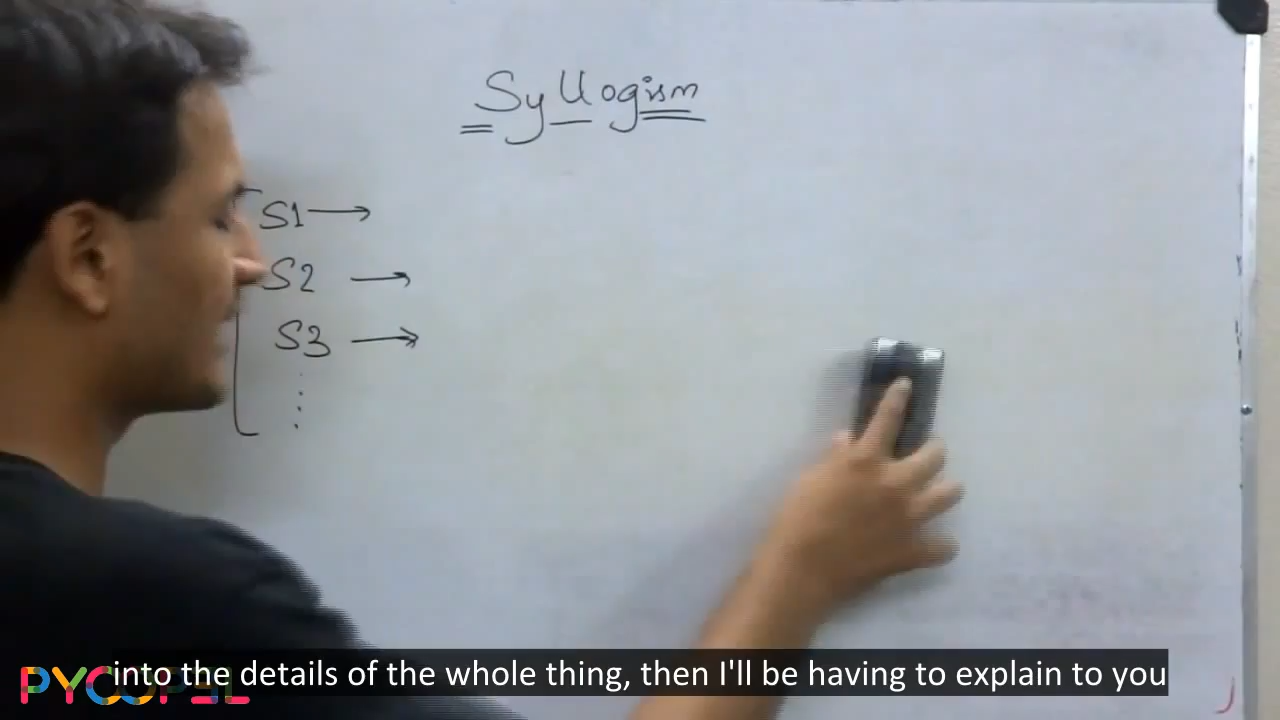 Syllogism
S1 →
S2 →
S3 →
into the details of the whole thing, then I'll be having to explain to you